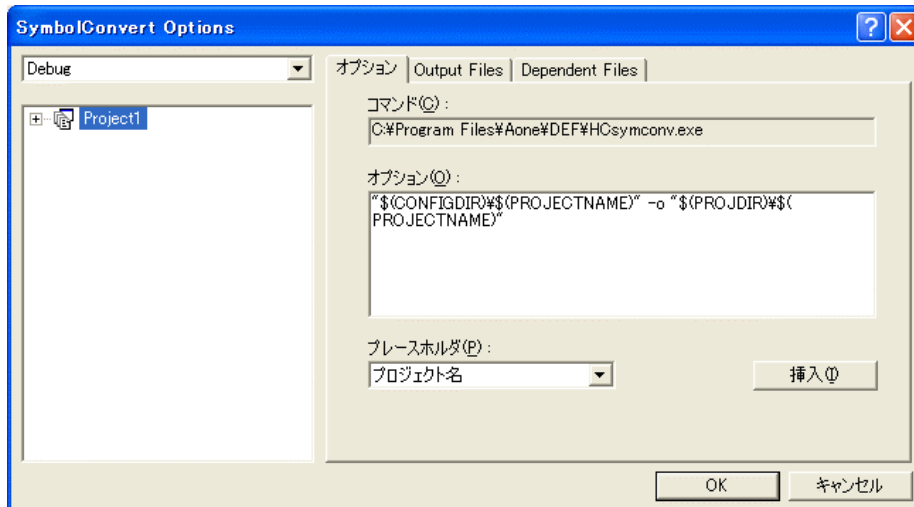 SymbolConvert Options
Debug
Project1
オプション Output Files Dependent Files
コマンド(C) :
C:¥Program Files¥Aone¥DEF¥HCsymconv.exe
オプション(O) :
"$(CONFIGDIR)¥$(PROJECTNAME)" -o "$(PROJDIR)¥$(
PROJECTNAME)"
プレースホルダ(P) :
プロジェクト名
挿入(I)
OK キャンセル